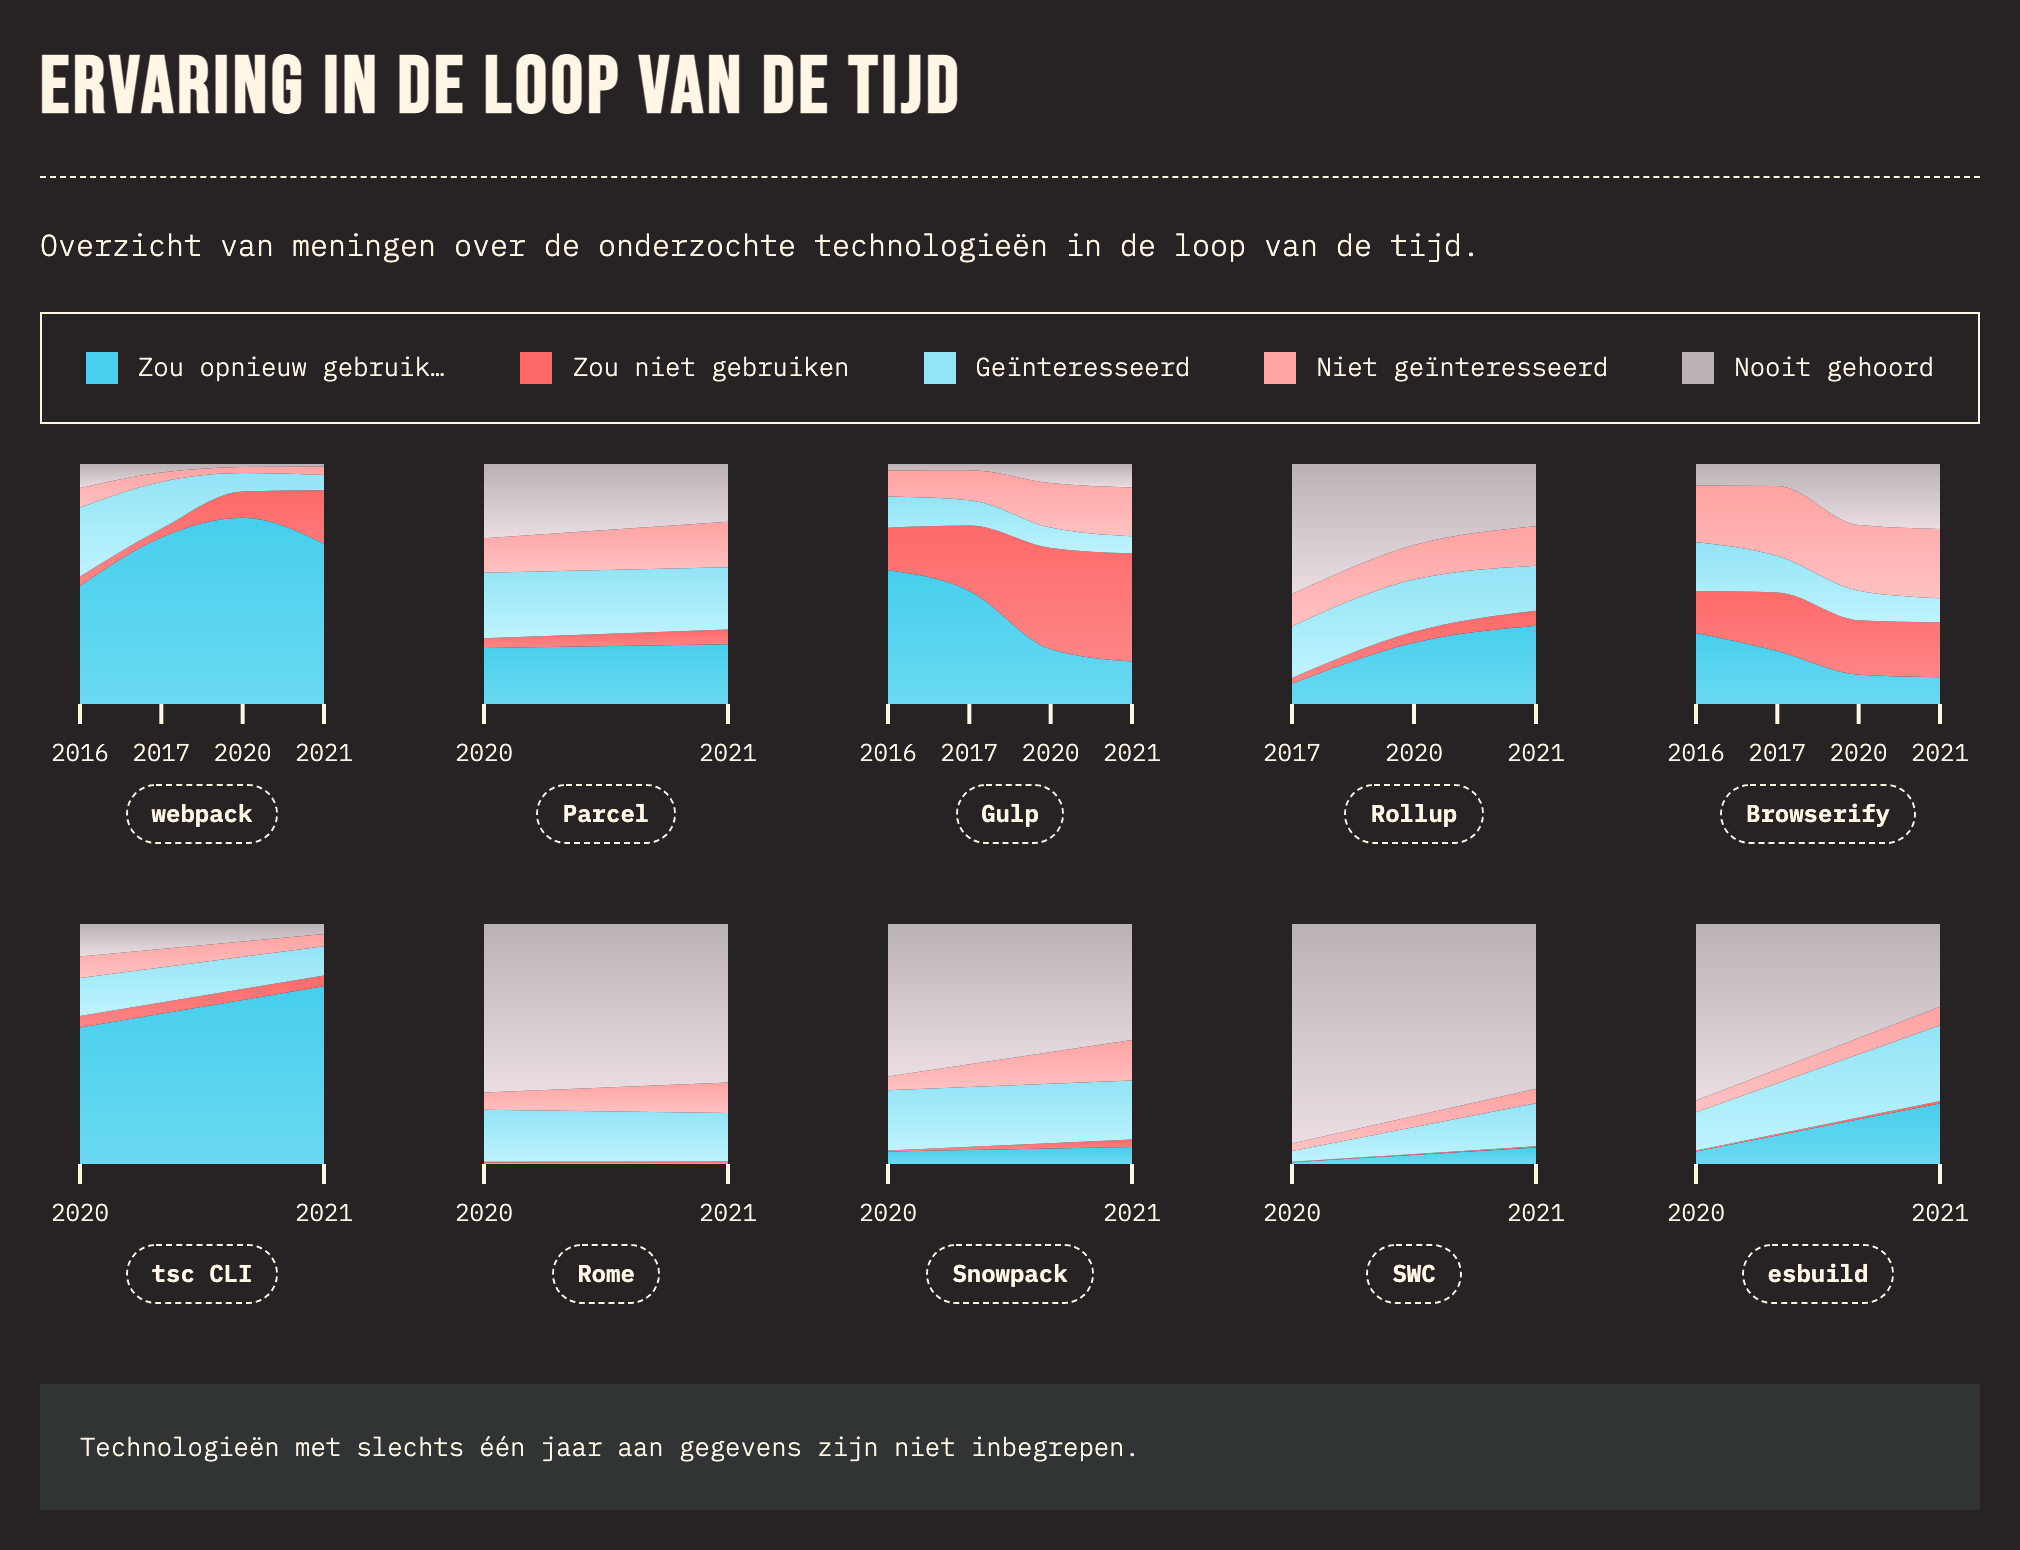 ERVARING IN DE LOOP VAN DE TIJD
Overzicht van meningen over de onderzochte technologieën in de loop van de tijd.
Zou opnieuw gebruik… Zou niet gebruiken Geïnteresseerd Niet geïnteresseerd Nooit gehoord
2016 2017 2020 2021 2020 2021 2016 2017 2020 2021 2017 2020 2021 2016 2017 2020 2021
webpack Parcel Gulp Rollup Browserify
2020 2021 2020 2021 2020 2021 2020 2021 2020 2021
tsc CLI Rome Snowpack SWC esbuild
Technologieën met slechts één jaar aan gegevens zijn niet inbegrepen.